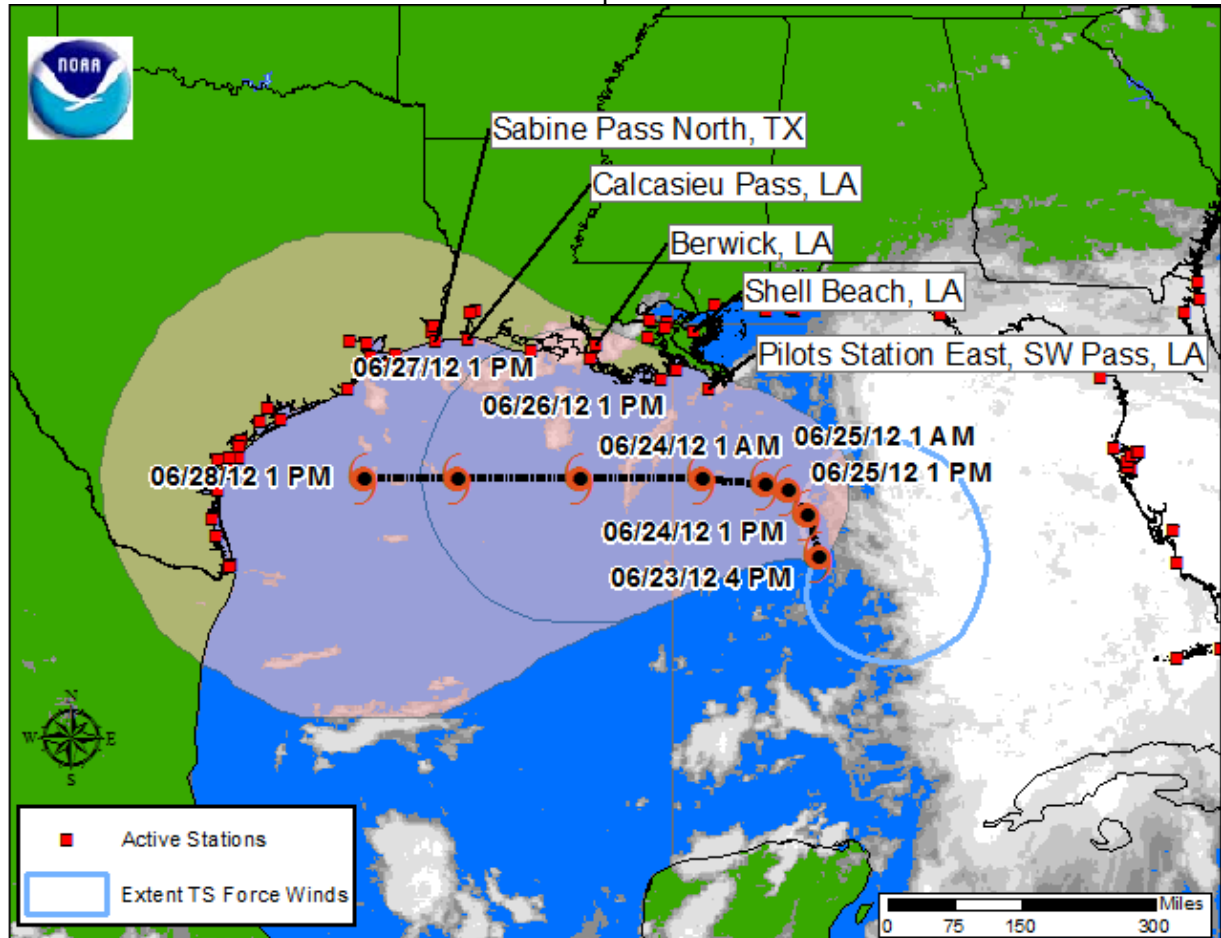 NOAA
Sabine Pass North, TX
Calcasieu Pass, LA
Berwick, LA
Shell Beach, LA
Pilots Station East, SW Pass, LA
06/27/12 1 PM
06/26/12 1 PM
06/24/12 1 AM
06/25/12 1 AM
06/28/12 1 PM
06/25/12 1 PM
06/24/12 1 PM
06/23/12 4 PM
N
W E
S
Active Stations
Extent TS Force Winds
Miles
0 75 150 300